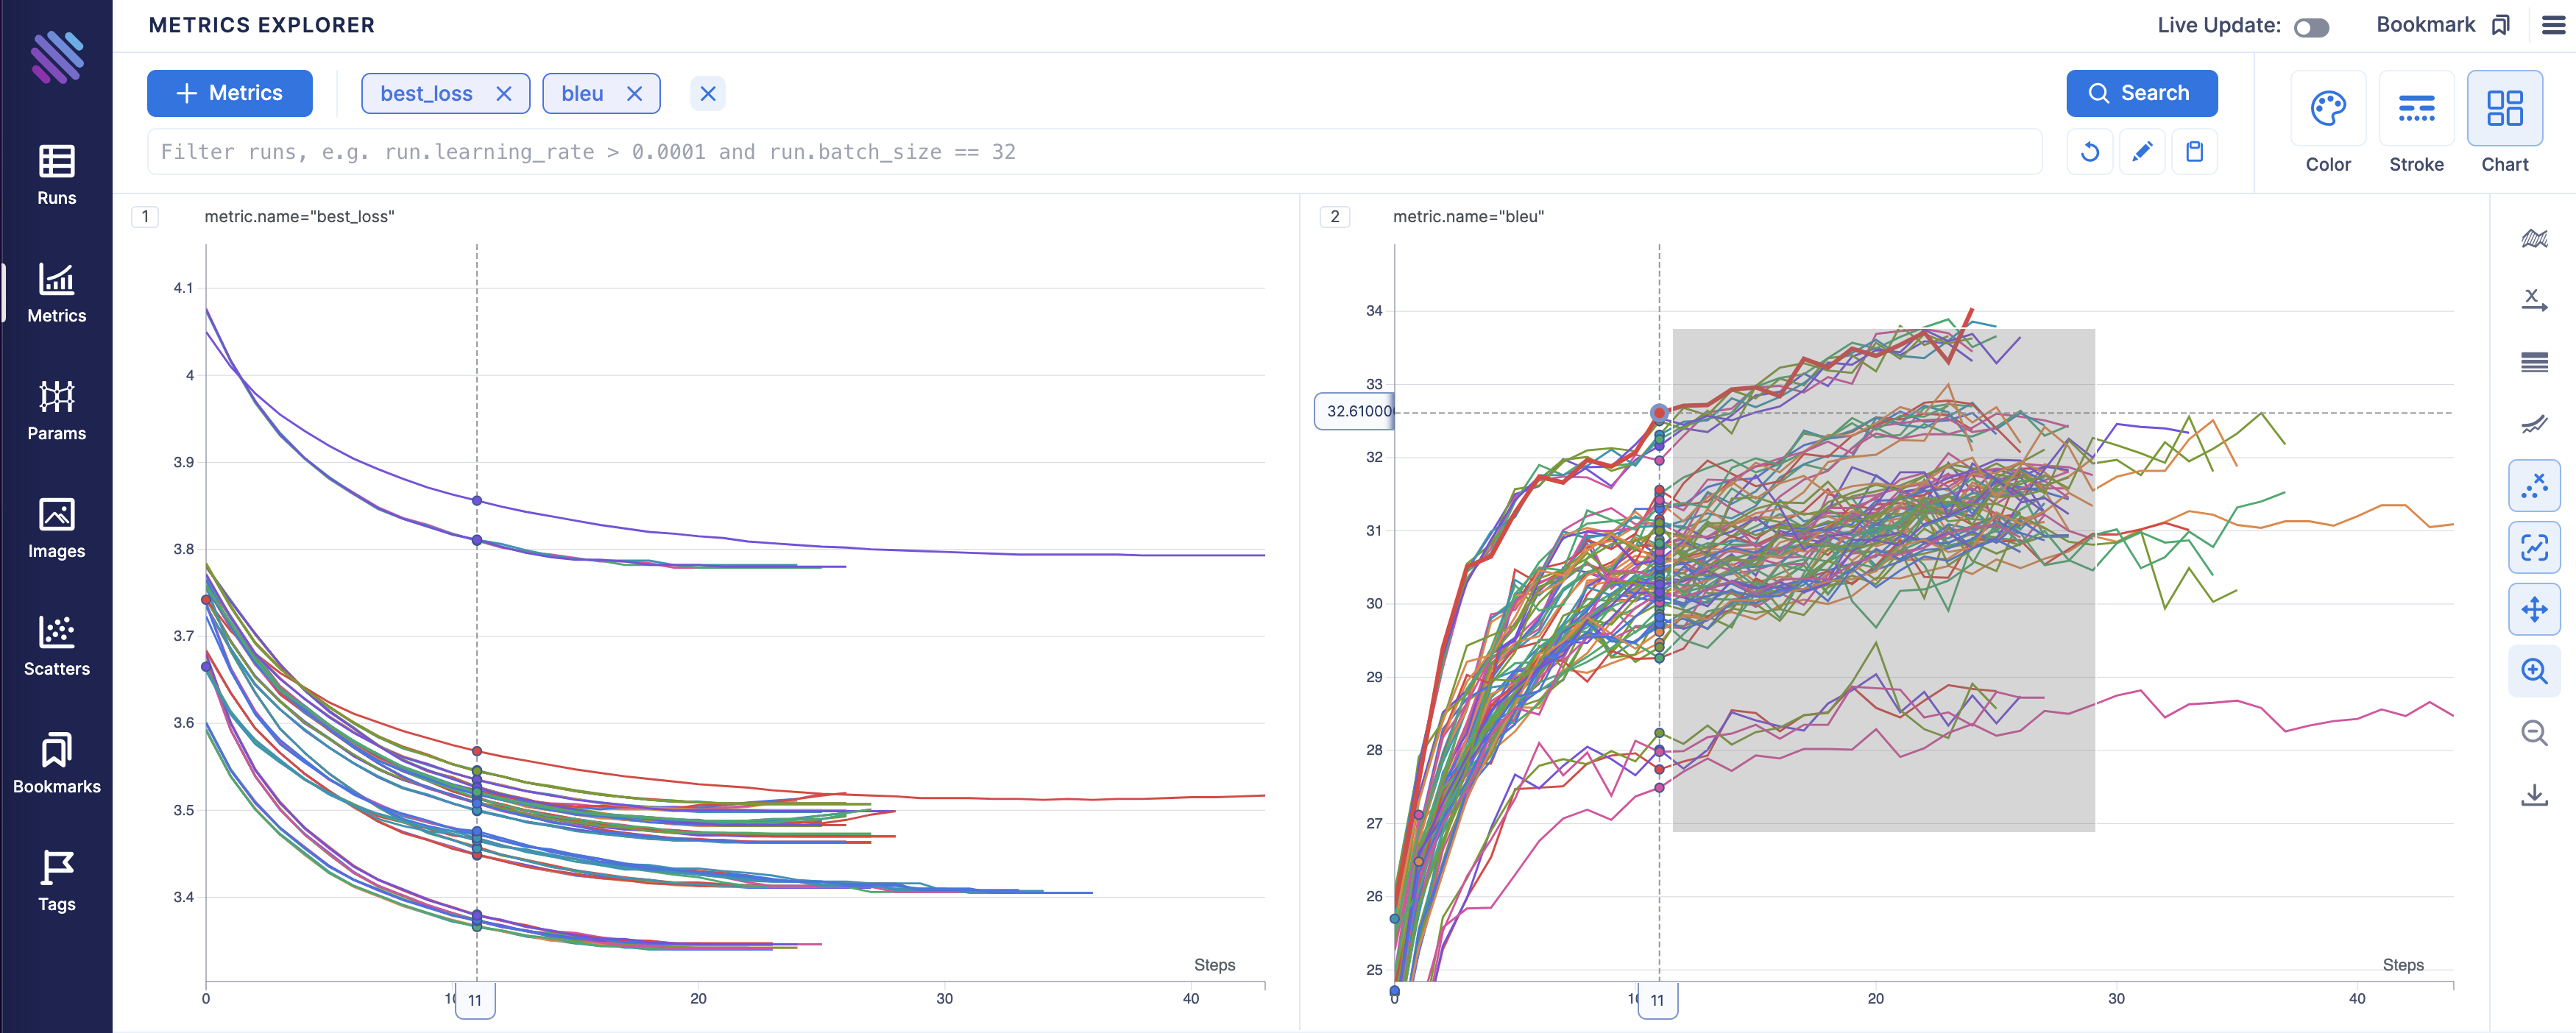 METRICS EXPLORER
Live Update:
Bookmark
Metrics
best_loss
bleu
Search
Filter runs, e.g. run.learning_rate > 0.0001 and run.batch_size == 32
Color
Stroke
Chart
Runs
Metrics
Params
Images
Scatters
Bookmarks
Tags
1
metric.name="best_loss"
4.1
4
3.9
3.8
3.7
3.6
3.5
3.4
Steps
0
11
20
30
40
2
metric.name="bleu"
34
33
32.61000
32
31
30
29
28
27
26
25
Steps
0
11
20
30
40